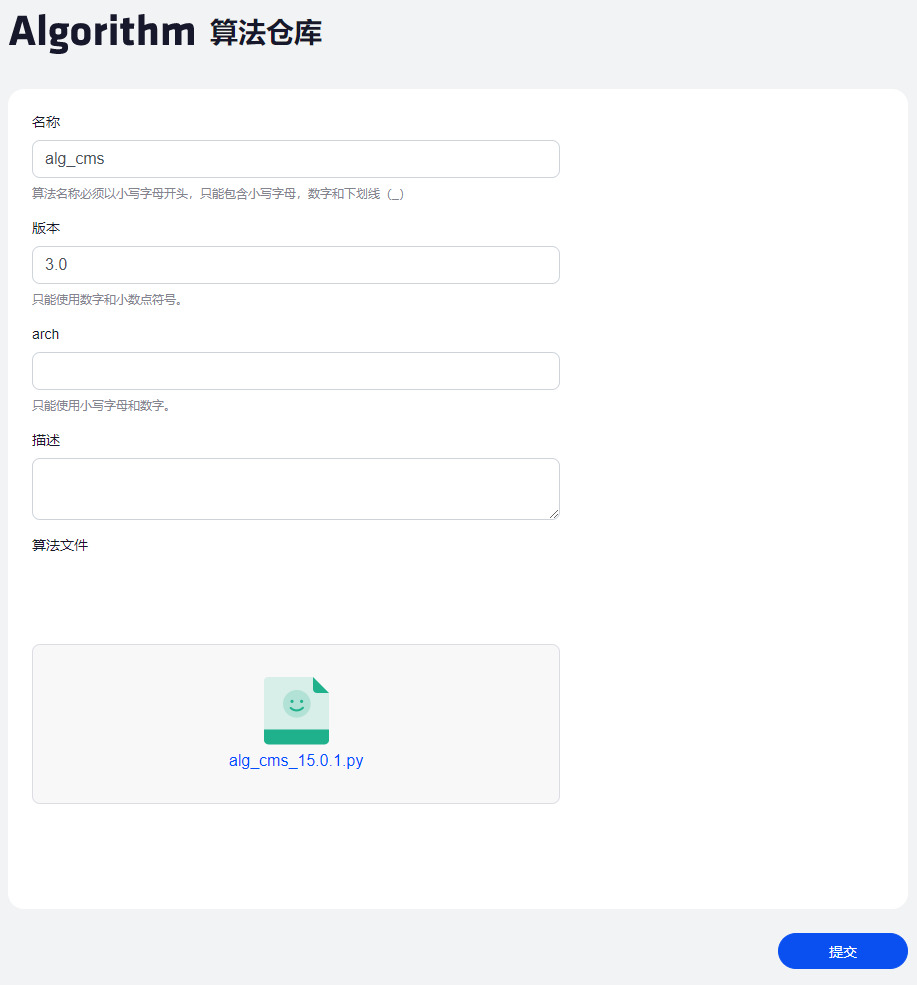 Algorithm 算法仓库
名称
alg_cms
算法名称必须以小写字母开头，只能包含小写字母，数字和下划线（_）
版本
3.0
只能使用数字和小数点符号。
arch
只能使用小写字母和数字。
描述
算法文件
alg_cms_15.0.1.py
提交